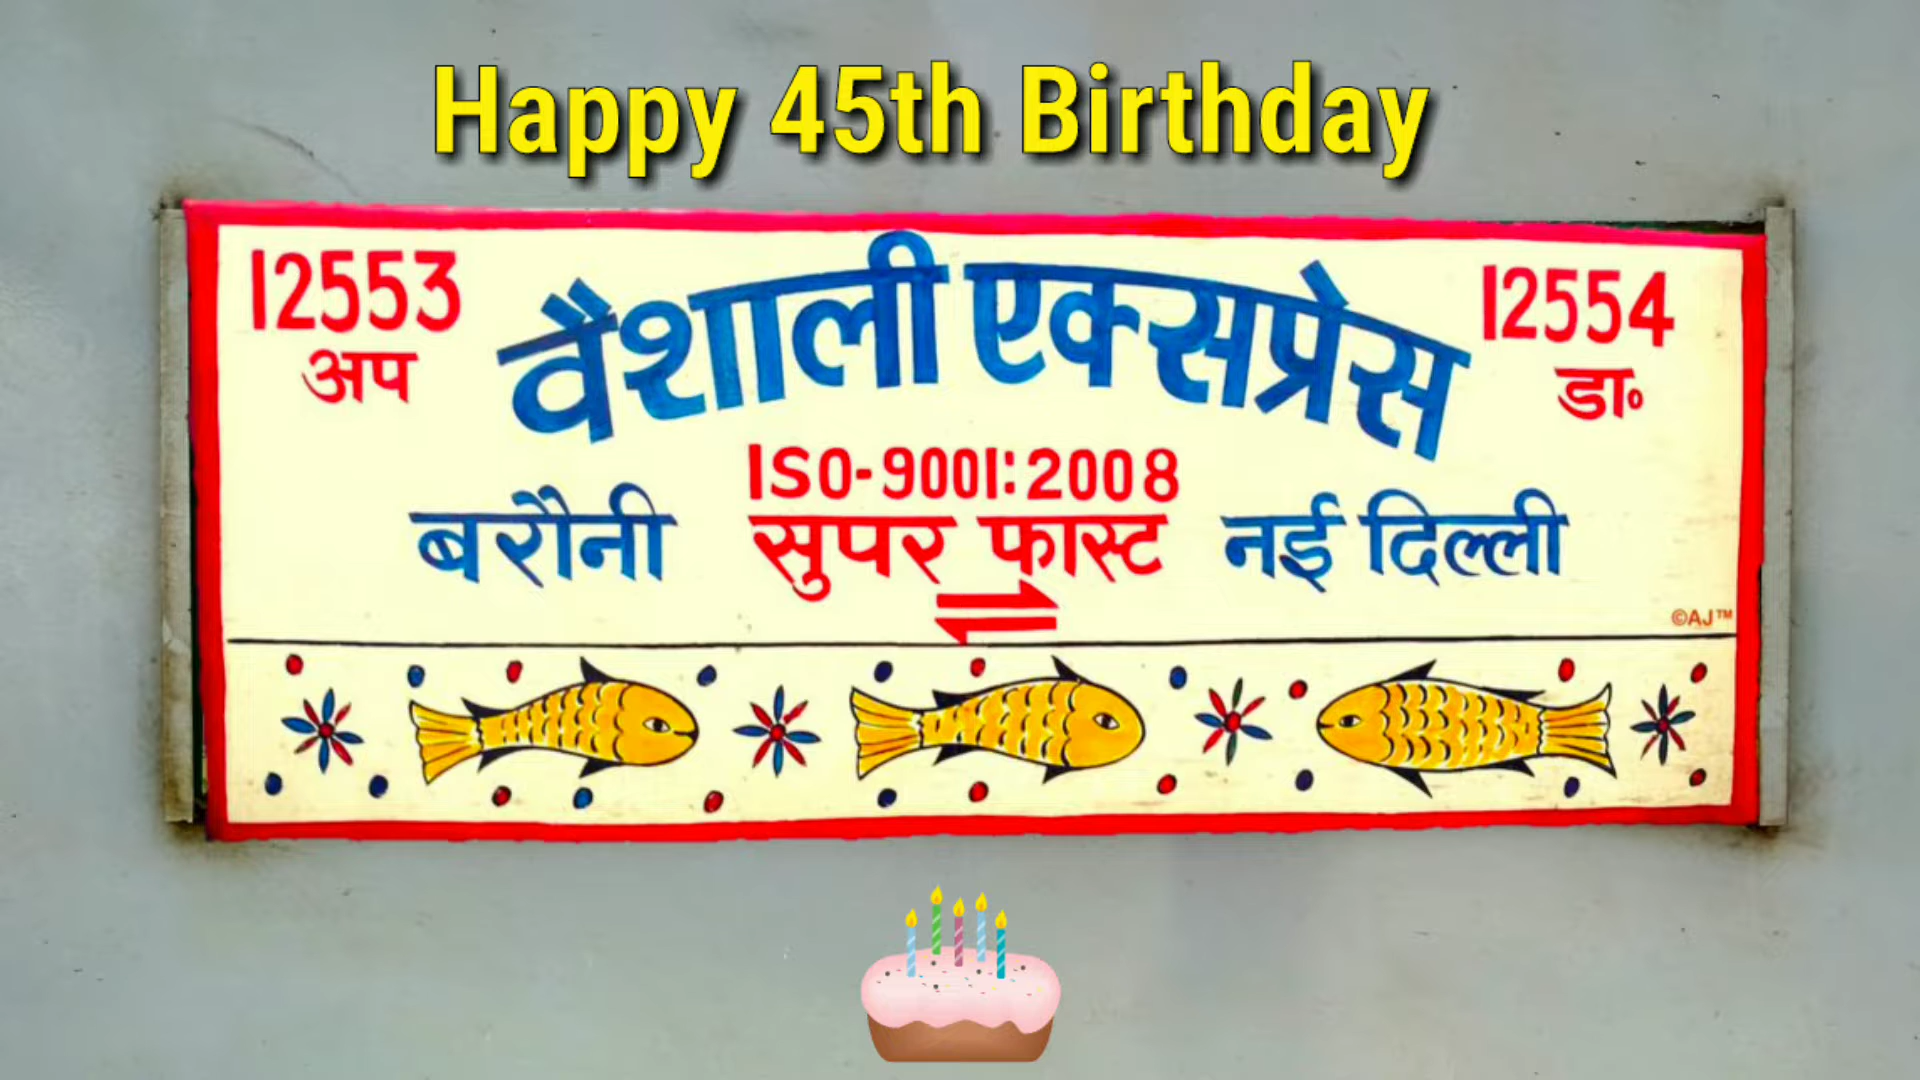 Happy 45th Birthday
12553 वैशाली एक्सप्रेस 12554
अप डा०
ISO-9001:2008
बरौनी सुपर फास्ट नई दिल्ली
©AJ™